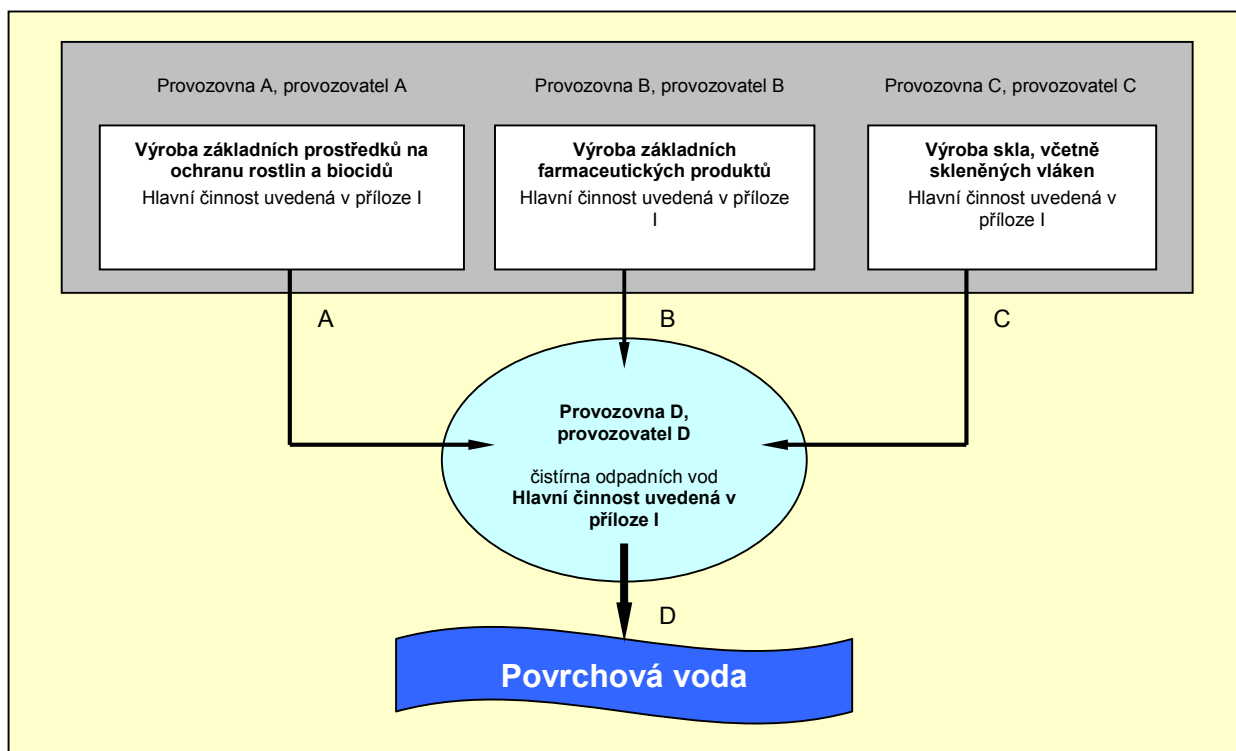 Provozovna A, provozovatel A
Výroba základních prostředků na
ochranu rostlin a biocidů
Hlavní činnost uvedená v příloze I
Provozovna B, provozovatel B
Výroba základních
farmaceutických produktů
Hlavní činnost uvedená v příloze
I
Provozovna C, provozovatel C
Výroba skla, včetně
skleněných vláken
Hlavní činnost uvedená v
příloze I
A
B
C
Provozovna D,
provozovatel D
čistírna odpadních vod
Hlavní činnost uvedená v
příloze I
D
Povrchová voda